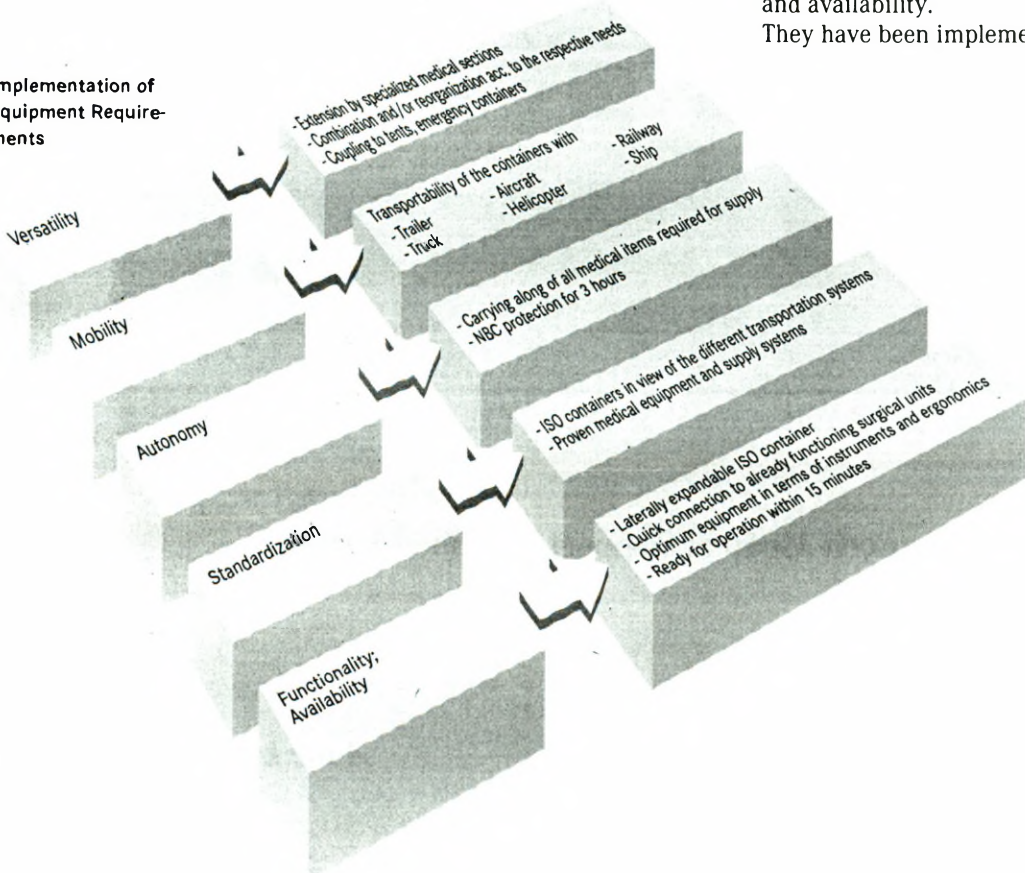 and availability.
They have been impleme
mplementation of
quipment Require-
nents
- Extension by specialized medical sections
- Combination and/or reorganization acc. to the respective needs
- Coupling to tents, emergency containers
Versatility
Transportability of the containers with
- Trailer - Aircraft - Railway
- Truck - Helicopter - Ship
Mobility
- Carrying along of all medical items required for supply
- NBC protection for 3 hours
Autonomy
- ISO containers in view of the different transportation systems
- Proven medical equipment and supply systems
Standardization
- Laterally expandable ISO container
- Quick connection to already functioning surgical units
- Optimum equipment in terms of instruments and ergonomics
- Ready for operation within 15 minutes
Functionality;
Availability